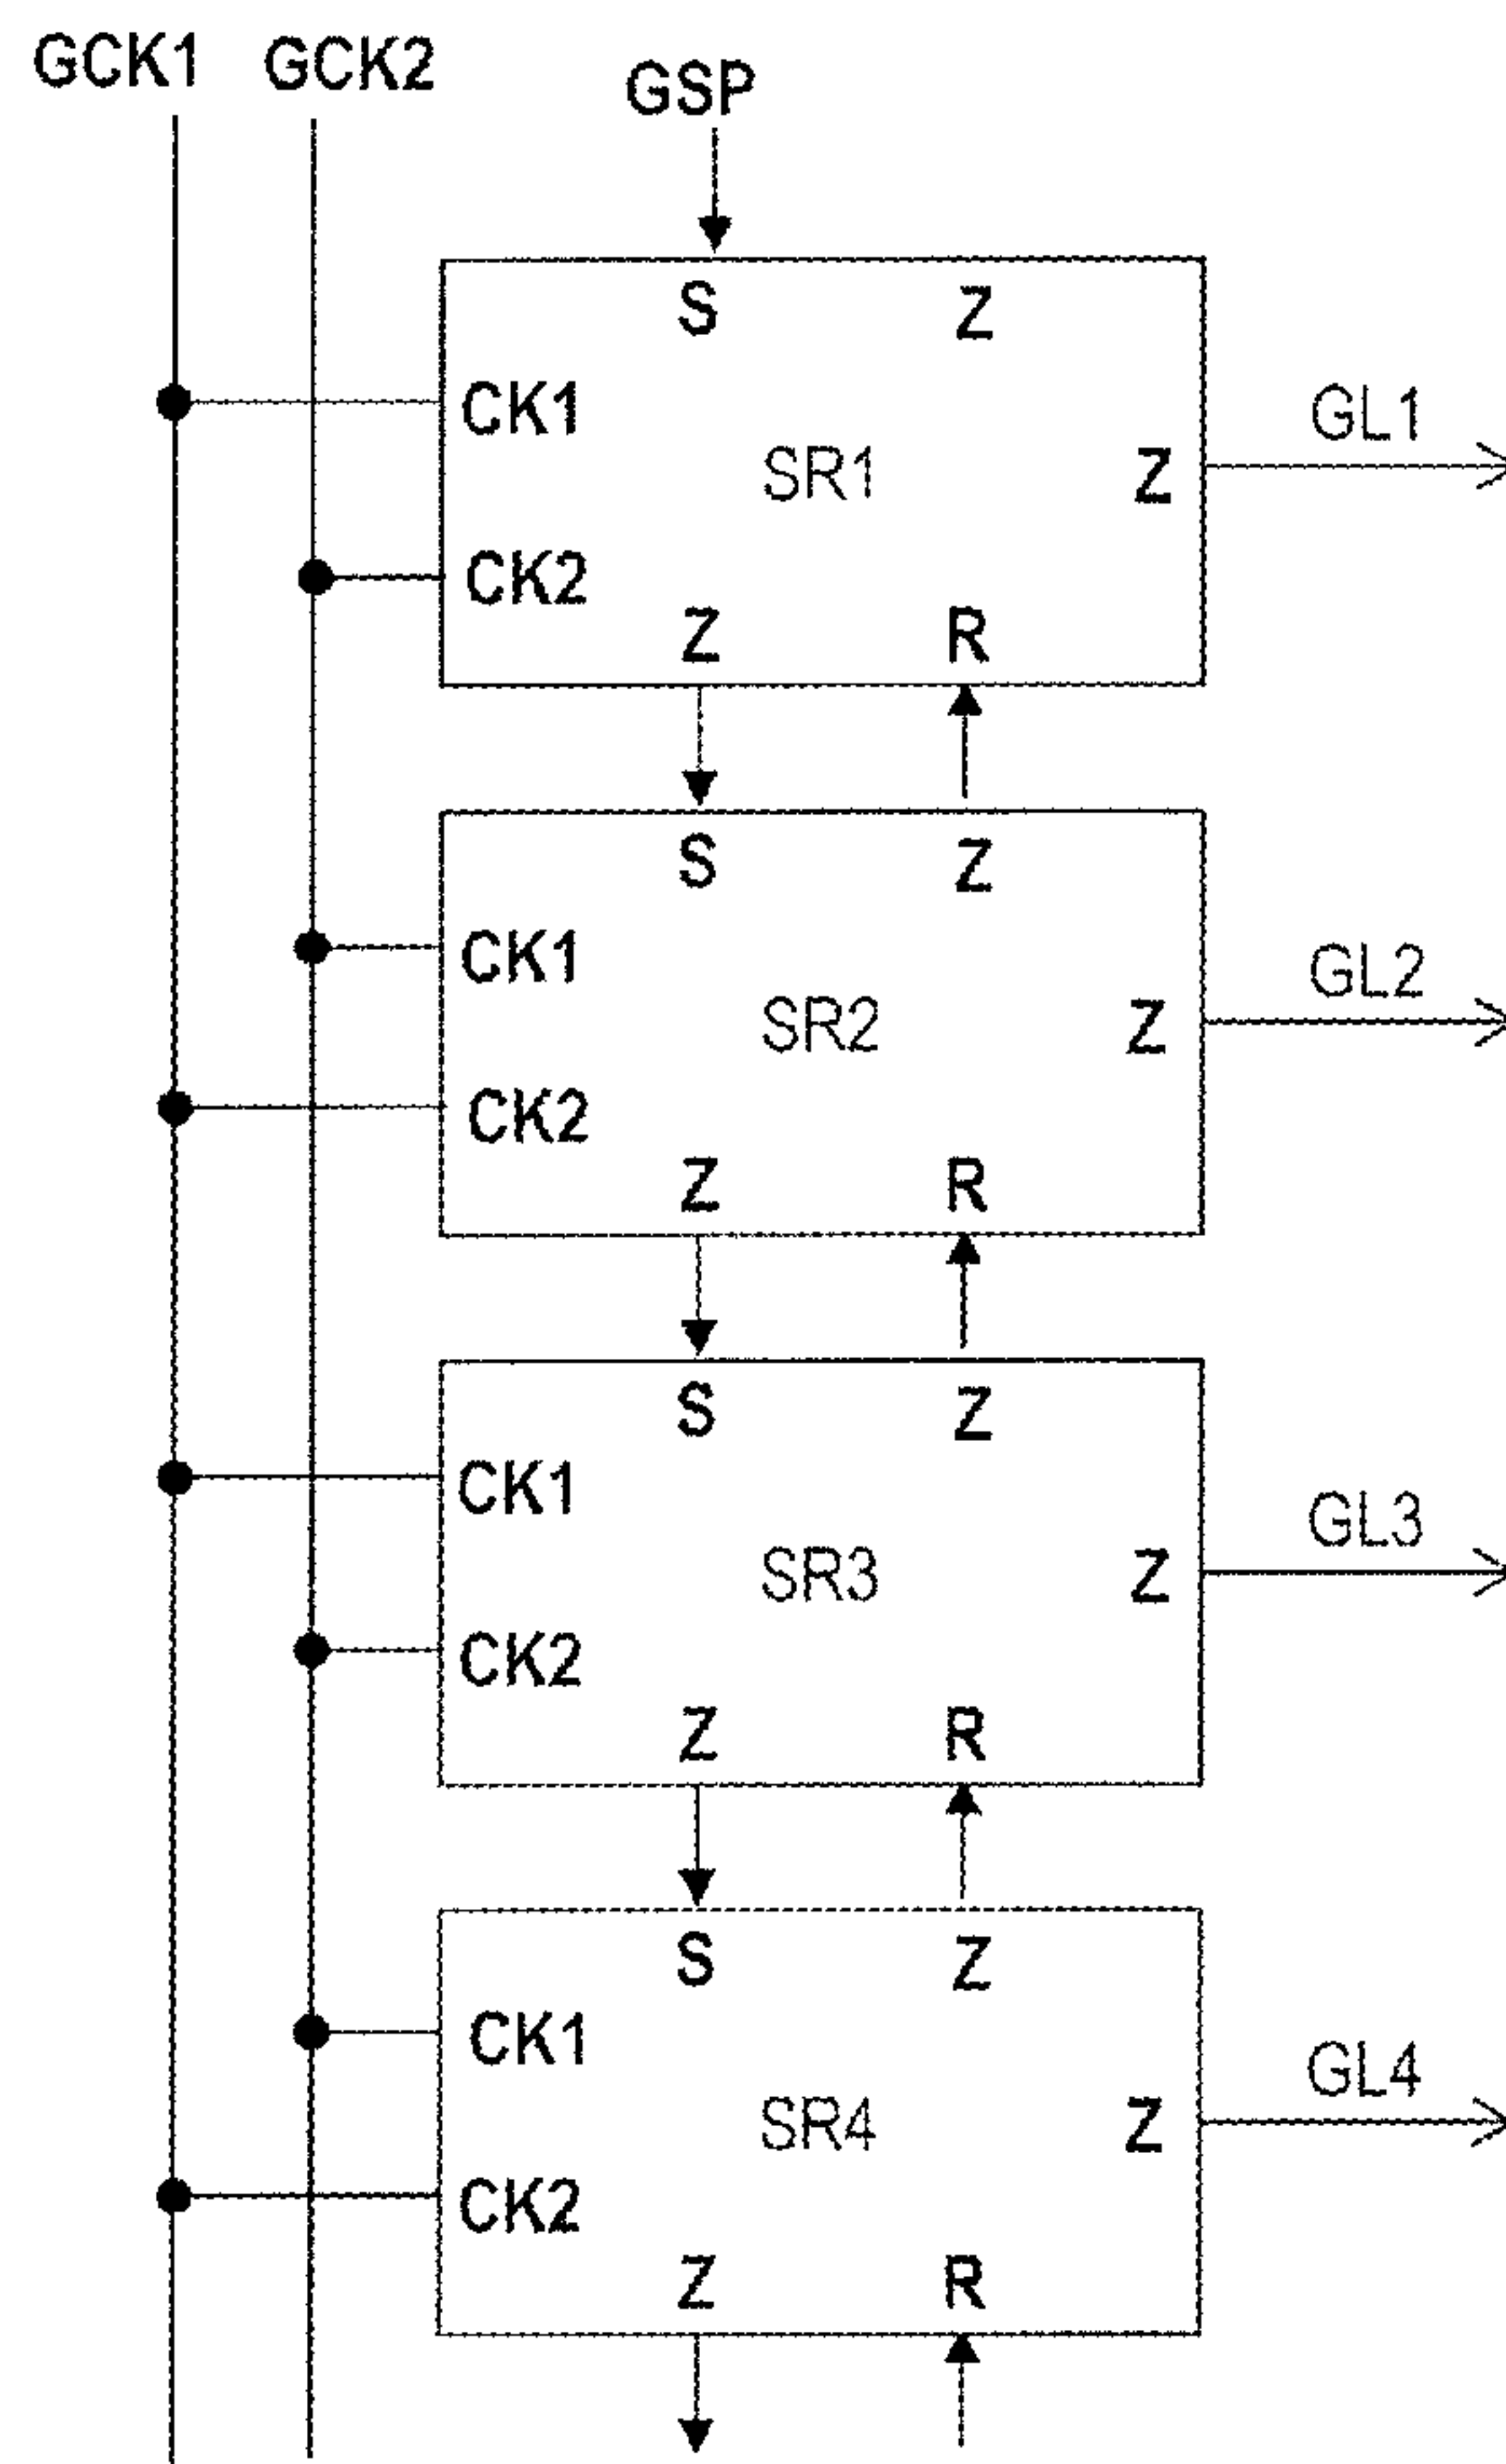 GCK1 GCK2 GSP
S Z
CK1 GL1
SR1 Z
CK2
Z R
S Z
CK1 GL2
SR2 Z
CK2
Z R
S Z
CK1 GL3
SR3 Z
CK2
Z R
S Z
CK1 GL4
SR4 Z
CK2
Z R